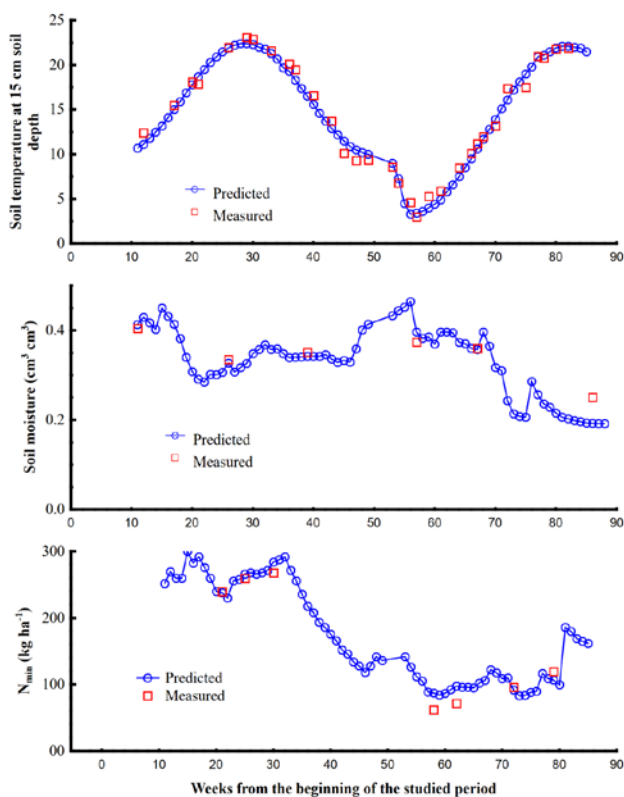 Soil temperature at 15 cm soil
depth
25
20
15
10
5
0
Predicted
Measured
0 10 20 30 40 50 60 70 80 90
Soil moisture (cm³ cm³)
0.4
0.2
0.0
Predicted
Measured
0 10 20 30 40 50 60 70 80 90
Nmin (kg ha-1)
300
200
100
00
Predicted
Measured
0 10 20 30 40 50 60 70 80 90
Weeks from the beginning of the studied period